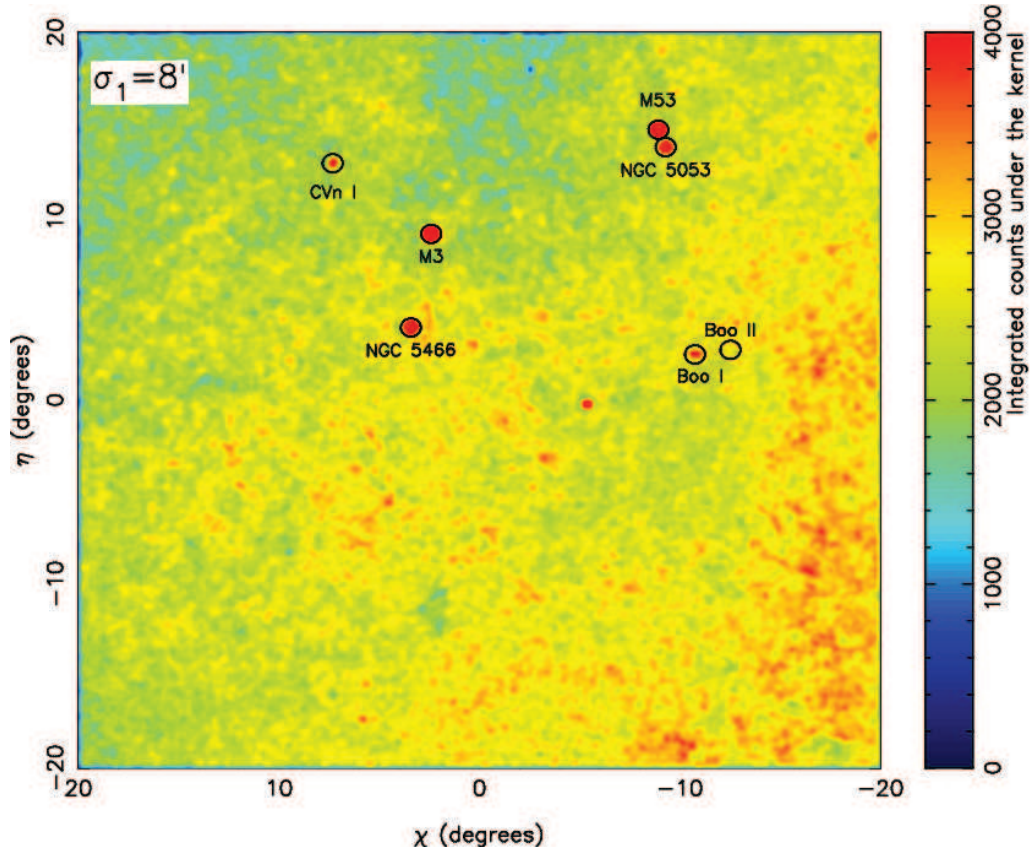 σ1=8'
M53
NGC 5053
CVn I
M3
NGC 5466
Boo II
Boo I
20
10
0
−10
−20
η (degrees)
20
10
0
−10
−20
χ (degrees)
4000
3000
2000
1000
0
Integrated counts under the kernel